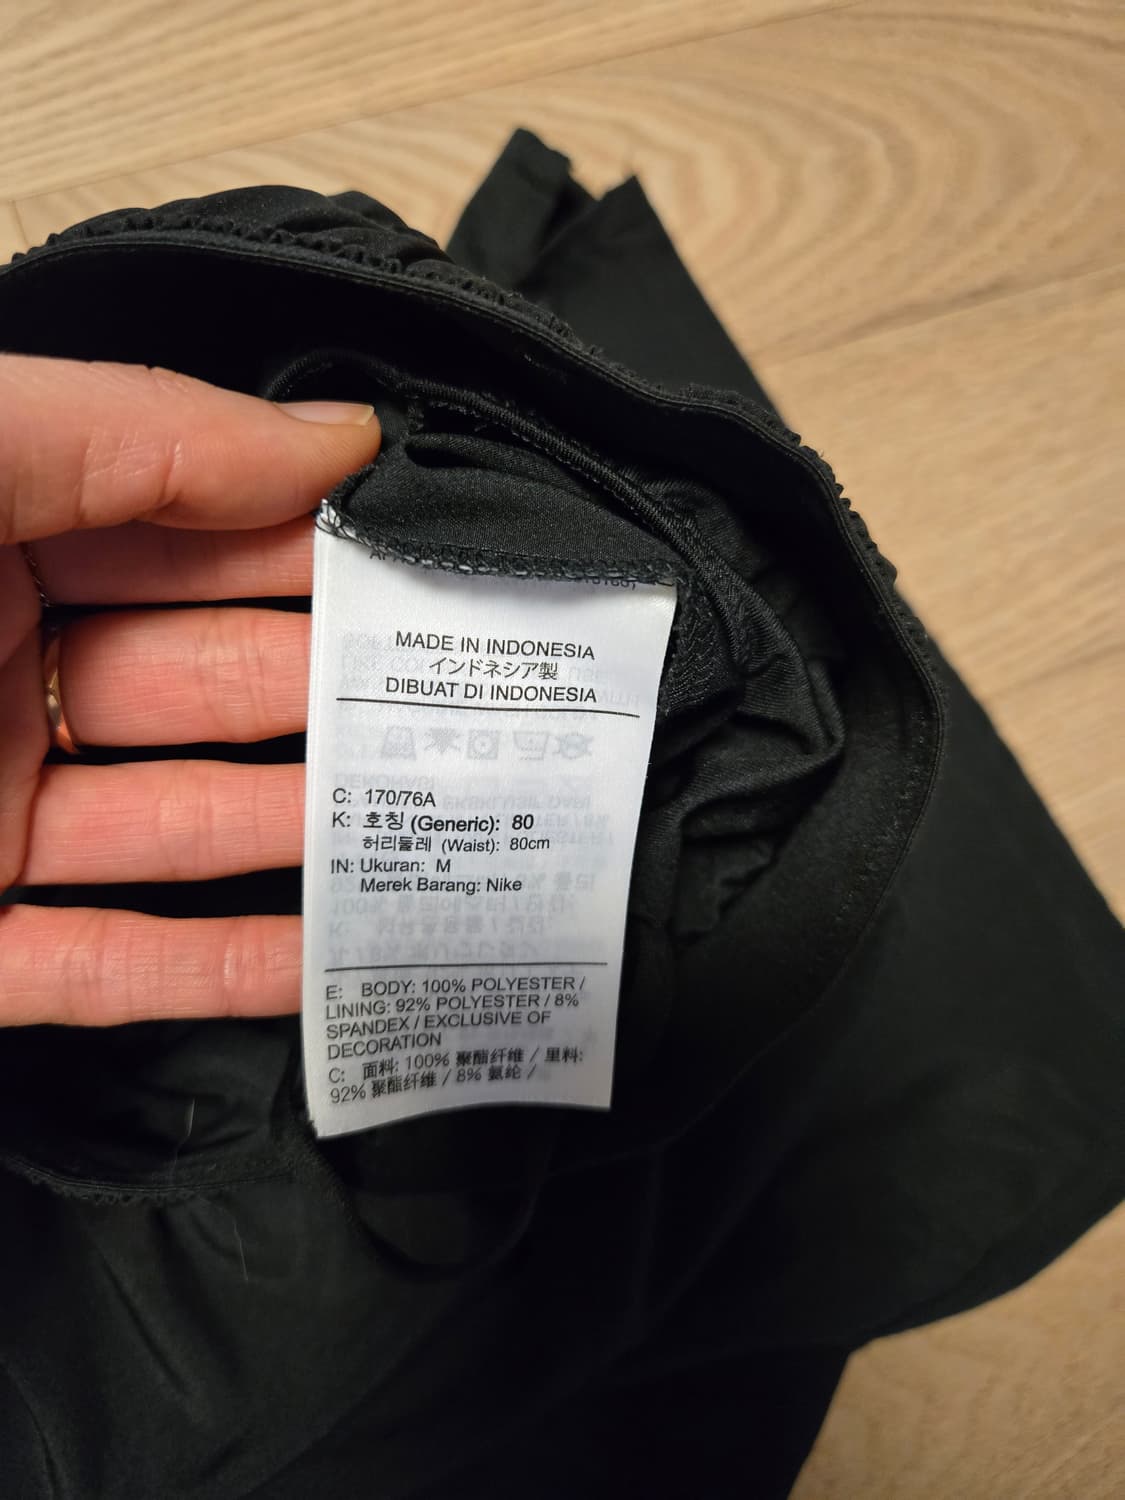 MADE IN INDONESIA
インドネシア製
DIBUAT DI INDONESIA
C: 170/76A
K: 호칭 (Generic): 80
허리둘레 (Waist): 80cm
IN: Ukuran: M
Merek Barang: Nike
E: BODY: 100% POLYESTER /
LINING: 92% POLYESTER / 8%
SPANDEX / EXCLUSIVE OF
DECORATION
C: 面料: 100% 聚酯纤维 / 里料:
92% 聚酯纤维 / 8% 氨纶 /